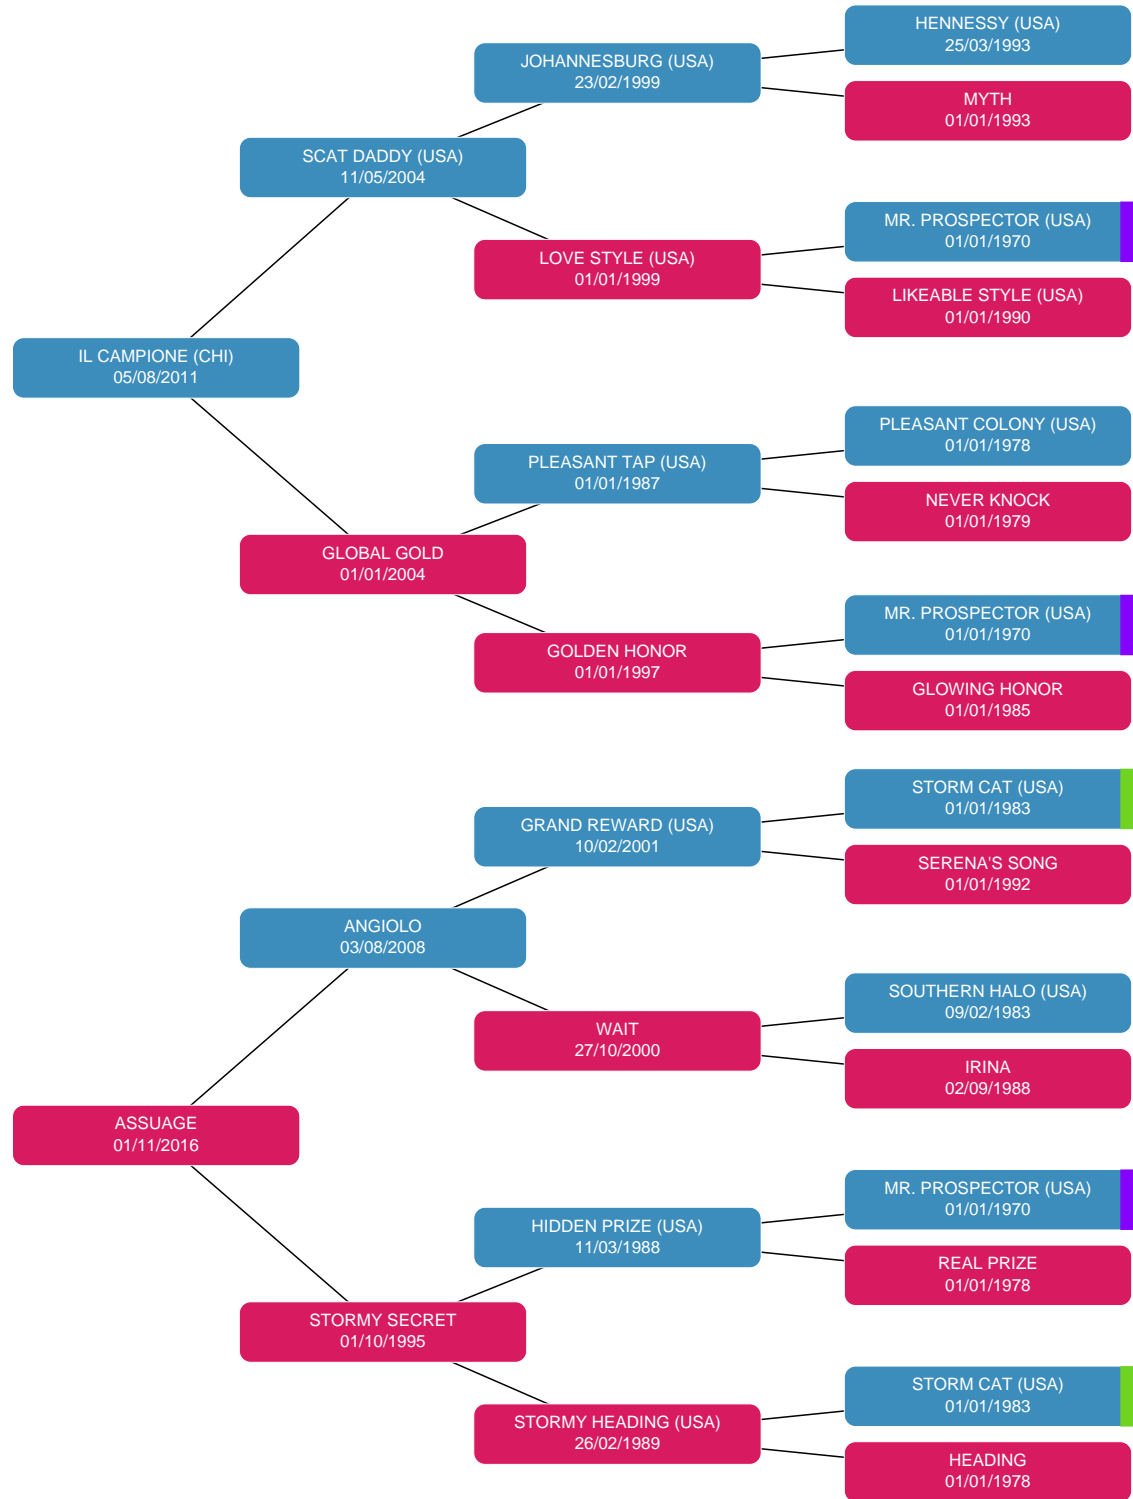 HENNESSY (USA)
25/03/1993
JOHANNESBURG (USA)
23/02/1999
MYTH
01/01/1993
SCAT DADDY (USA)
11/05/2004
MR. PROSPECTOR (USA)
01/01/1970
LOVE STYLE (USA)
01/01/1999
LIKEABLE STYLE (USA)
01/01/1990
IL CAMPIONE (CHI)
05/08/2011
PLEASANT COLONY (USA)
01/01/1978
PLEASANT TAP (USA)
01/01/1987
NEVER KNOCK
01/01/1979
GLOBAL GOLD
01/01/2004
MR. PROSPECTOR (USA)
01/01/1970
GOLDEN HONOR
01/01/1997
GLOWING HONOR
01/01/1985
STORM CAT (USA)
01/01/1983
GRAND REWARD (USA)
10/02/2001
SERENA'S SONG
01/01/1992
ANGIOLO
03/08/2008
SOUTHERN HALO (USA)
09/02/1983
WAIT
27/10/2000
IRINA
02/09/1988
ASSUAGE
01/11/2016
MR. PROSPECTOR (USA)
01/01/1970
HIDDEN PRIZE (USA)
11/03/1988
REAL PRIZE
01/01/1978
STORMY SECRET
01/10/1995
STORM CAT (USA)
01/01/1983
STORMY HEADING (USA)
26/02/1989
HEADING
01/01/1978